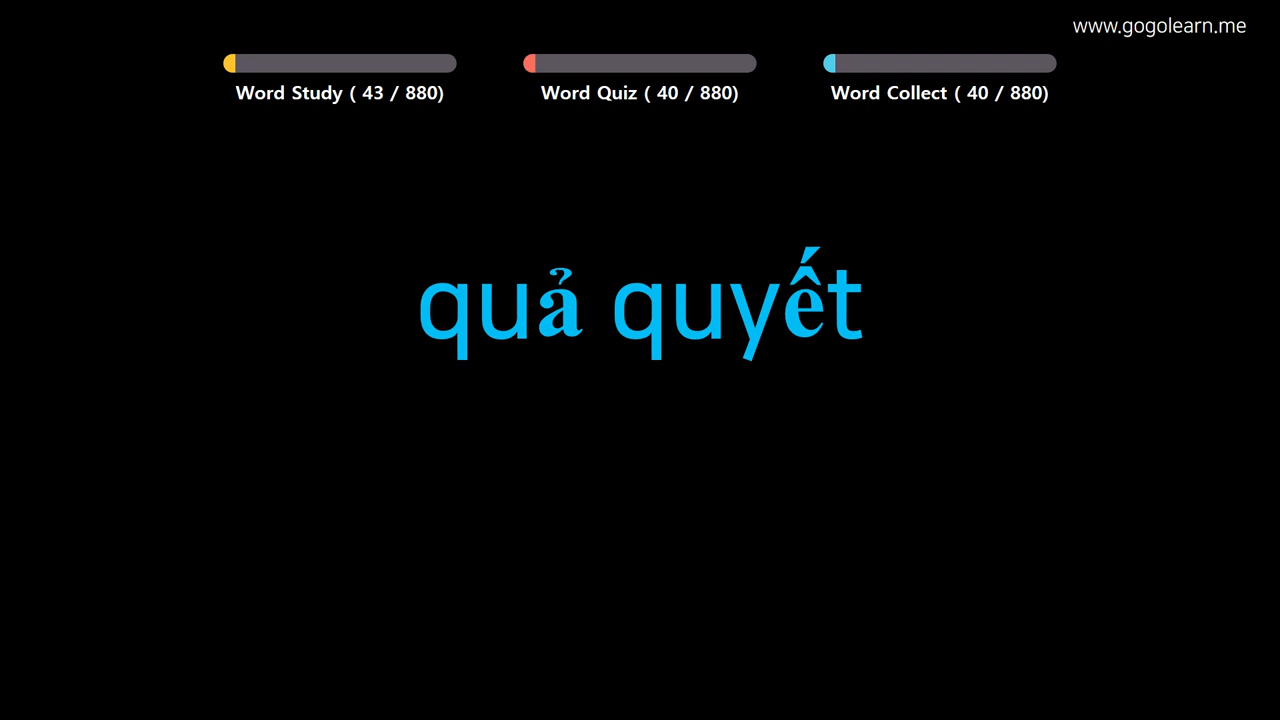 www.gogolearn.me
Word Study ( 43 / 880)
Word Quiz ( 40 / 880)
Word Collect ( 40 / 880)
quả quyết